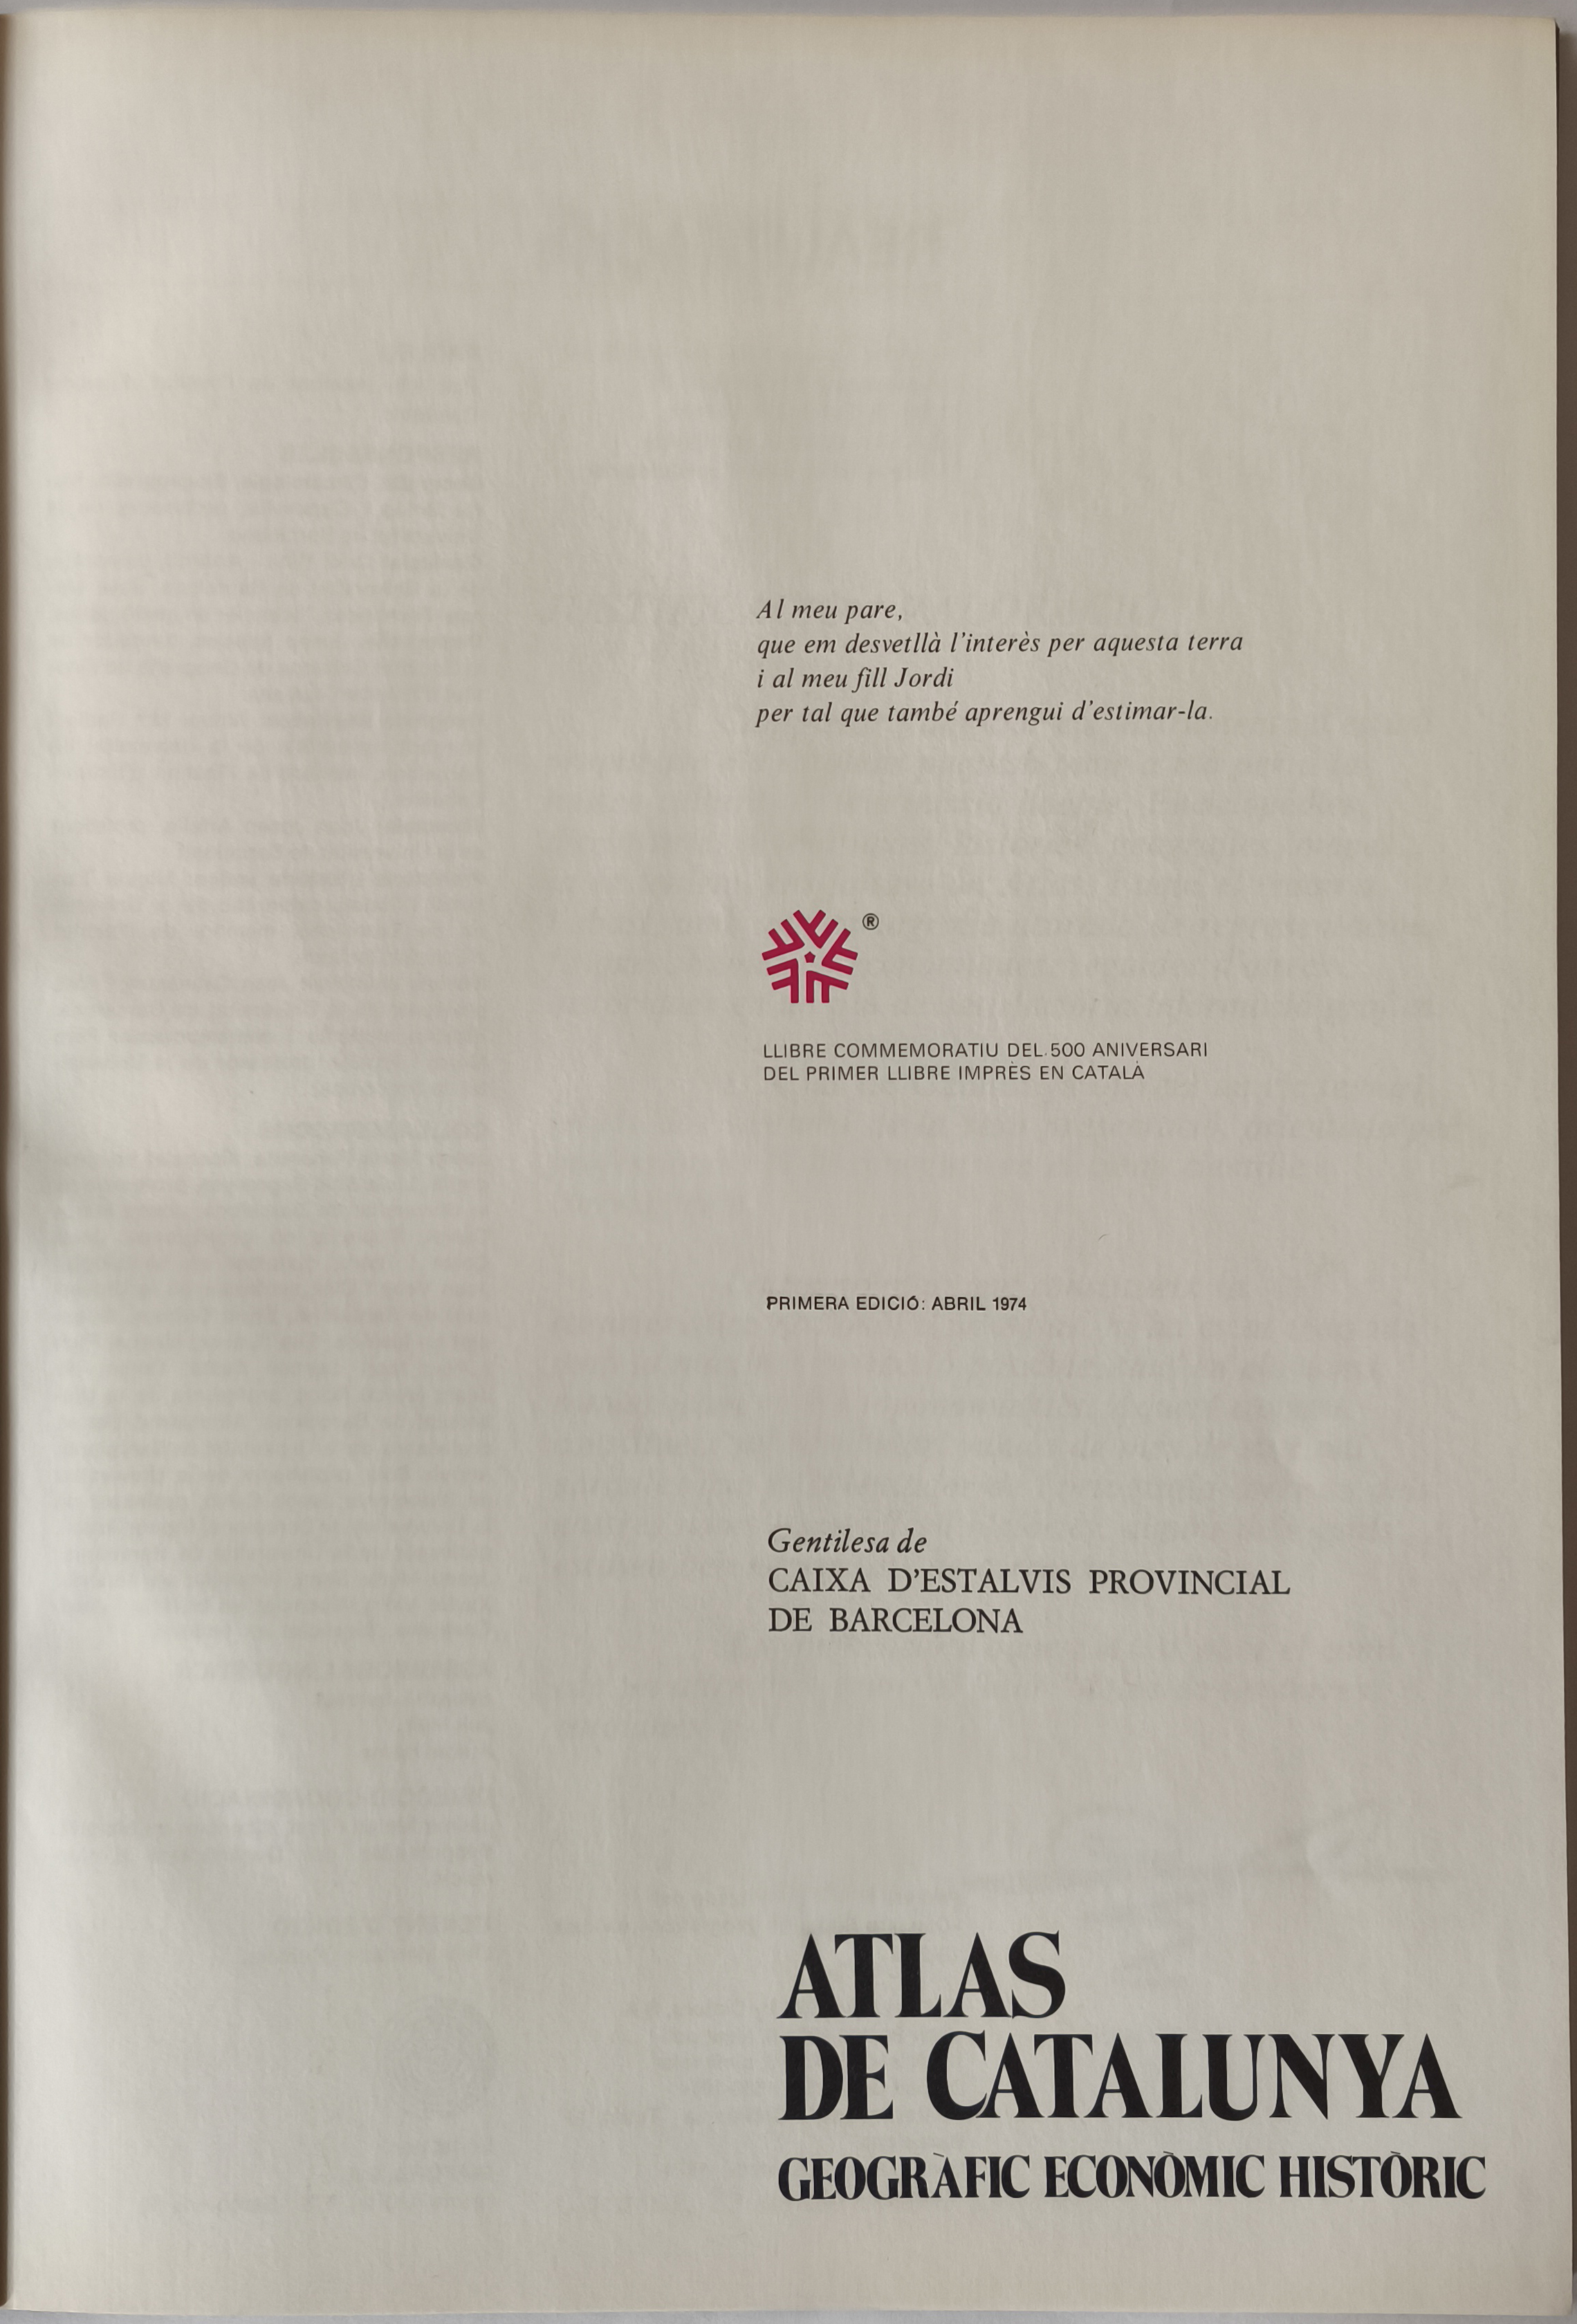 Al meu pare,
que em desvetllà l'interès per aquesta terra
i al meu fill Jordi
per tal que també aprengui d'estimar-la.
®
LLIBRE COMMEMORATIU DEL 500 ANIVERSARI
DEL PRIMER LLIBRE IMPRÈS EN CATALÀ
PRIMERA EDICIÓ: ABRIL 1974
Gentilesa de
CAIXA D'ESTALVIS PROVINCIAL
DE BARCELONA
ATLAS
DE CATALUNYA
GEOGRÀFIC ECONÒMIC HISTÒRIC